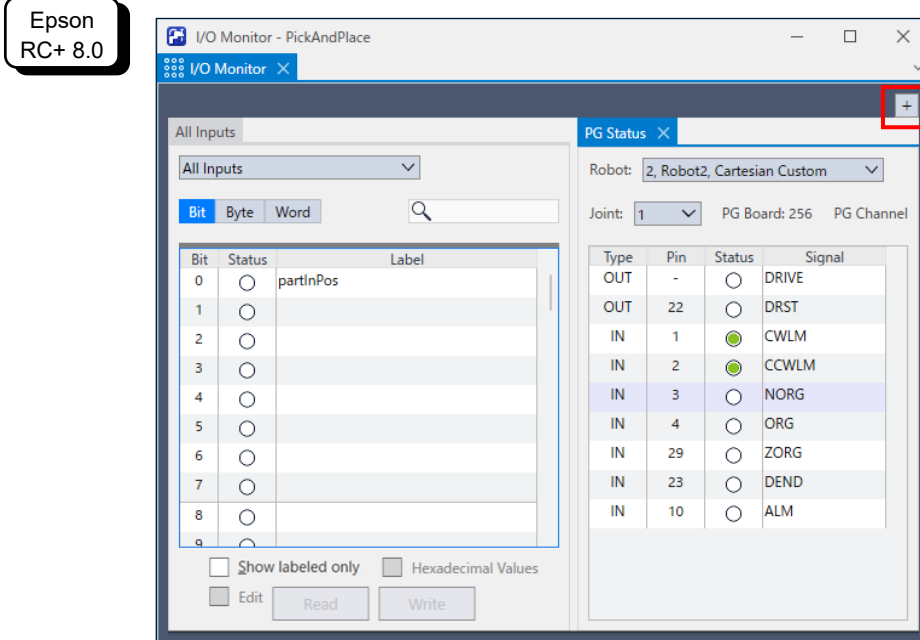 Epson
RC+ 8.0
I/O Monitor - PickAndPlace
I/O Monitor
+
All Inputs
All Inputs
Bit Byte Word
Bit Status Label
0 partInPos
1
2
3
4
5
6
7
8
9
Show labeled only Hexadecimal Values
Edit Read Write
PG Status
Robot: 2, Robot2, Cartesian Custom
Joint: 1 PG Board: 256 PG Channel
Type Pin Status Signal
OUT - DRIVE
OUT 22 DRST
IN 1 CWLM
IN 2 CCWLM
IN 3 NORG
IN 4 ORG
IN 29 ZORG
IN 23 DEND
IN 10 ALM